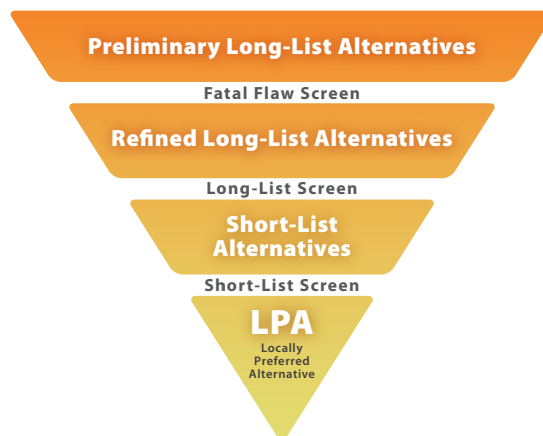 Preliminary Long-List Alternatives
Fatal Flaw Screen
Refined Long-List Alternatives
Long-List Screen
Short-List
Alternatives
Short-List Screen
LPA
Locally
Preferred
Alternative